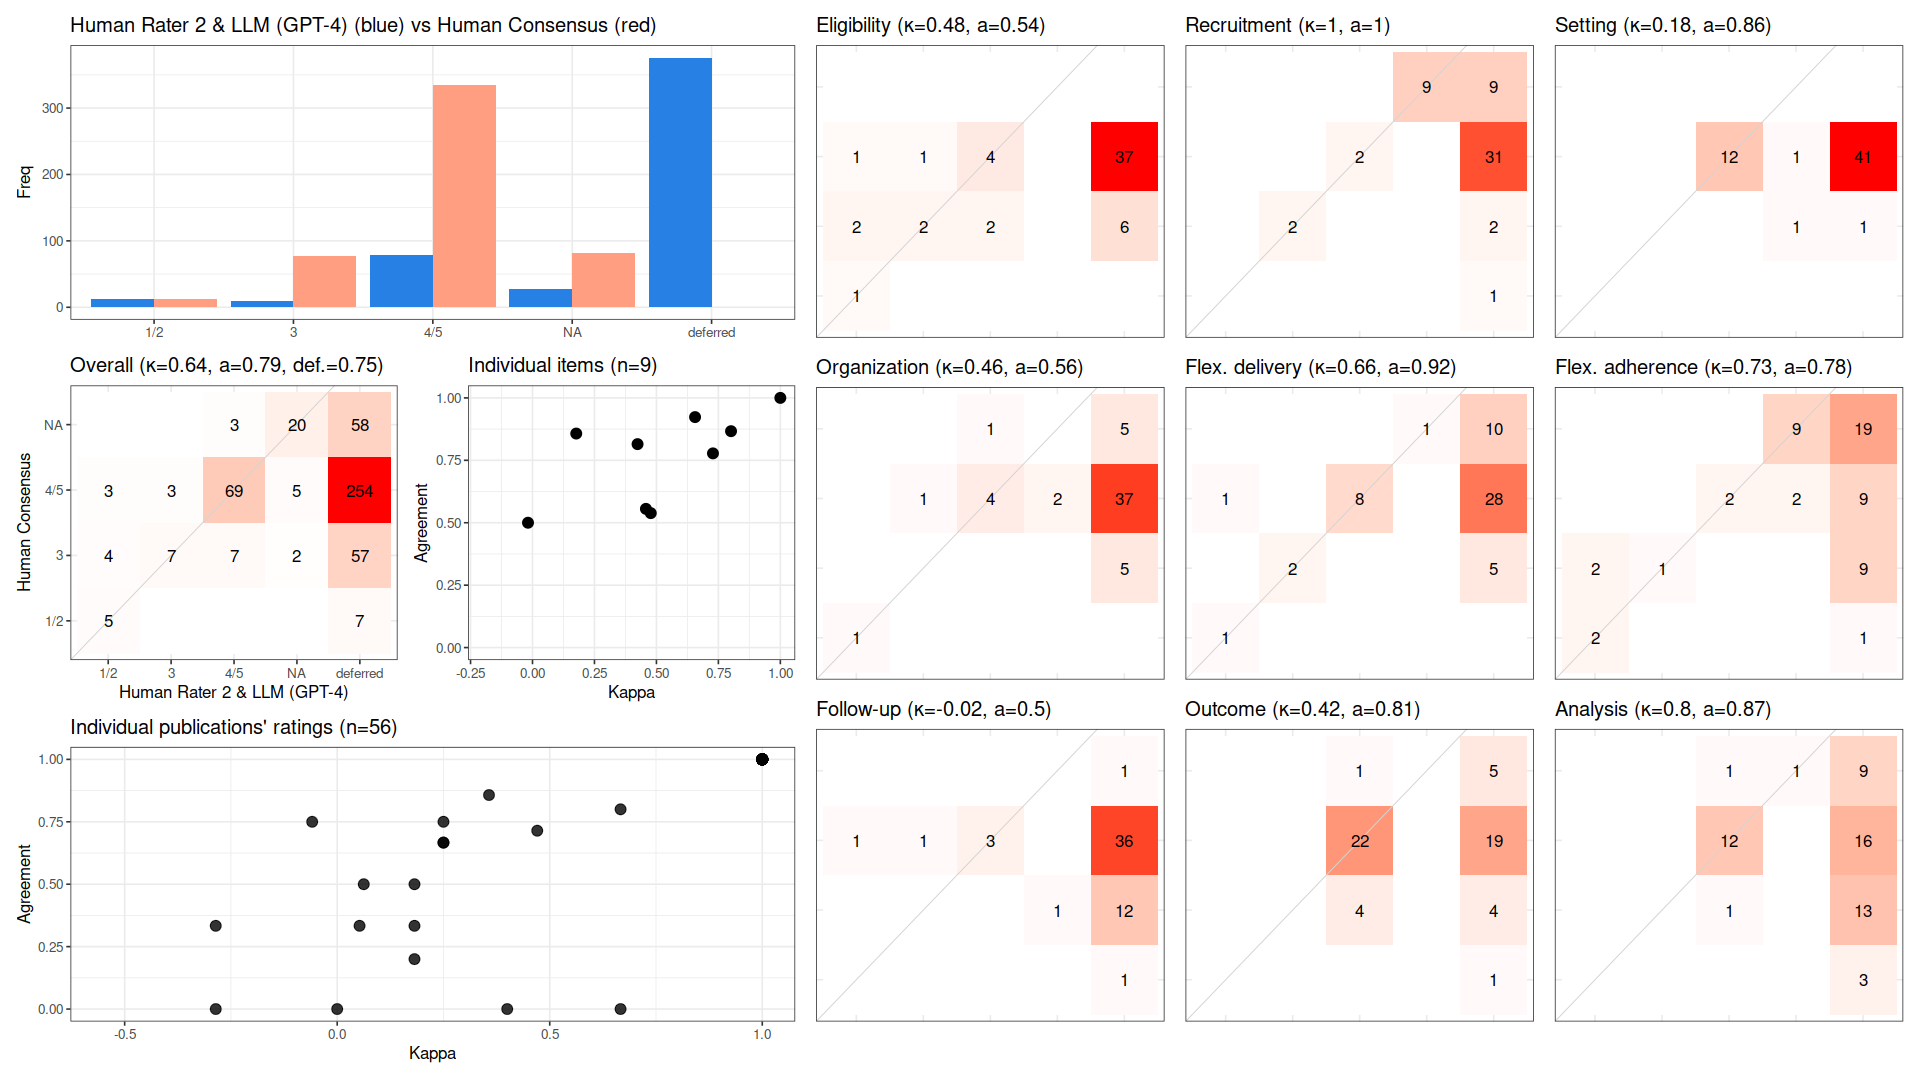 Human Rater 2 & LLM (GPT-4) (blue) vs Human Consensus (red)
Freq
300
200
100
0
1/2 3 4/5 NA deferred
Overall (κ=0.64, a=0.79, def.=0.75)
Human Consensus
NA 3 20 58
4/5 3 3 69 5 254
3 4 7 7 2 57
1/2 5 7
1/2 3 4/5 NA deferred
Human Rater 2 & LLM (GPT-4)
Individual items (n=9)
Agreement
1.00
0.75
0.50
0.25
0.00
-0.25 0.00 0.25 0.50 0.75 1.00
Kappa
Individual publications' ratings (n=56)
Agreement
1.00
0.75
0.50
0.25
0.00
-0.5 0.0 0.5 1.0
Kappa
Eligibility (κ=0.48, a=0.54)
1 1 4 37
2 2 2 6
1
Recruitment (κ=1, a=1)
9 9
2 31
2 2
1
Setting (κ=0.18, a=0.86)
12 1 41
1 1
Organization (κ=0.46, a=0.56)
1 5
1 4 2 37
5
1
Flex. delivery (κ=0.66, a=0.92)
1 10
1 8 28
2 5
1
Flex. adherence (κ=0.73, a=0.78)
9 19
2 2 9
2 1 9
2 1
Follow-up (κ=-0.02, a=0.5)
1
1 1 3 36
1 12
1
Outcome (κ=0.42, a=0.81)
1 5
22 19
4 4
1
Analysis (κ=0.8, a=0.87)
1 1 9
12 16
1 13
3